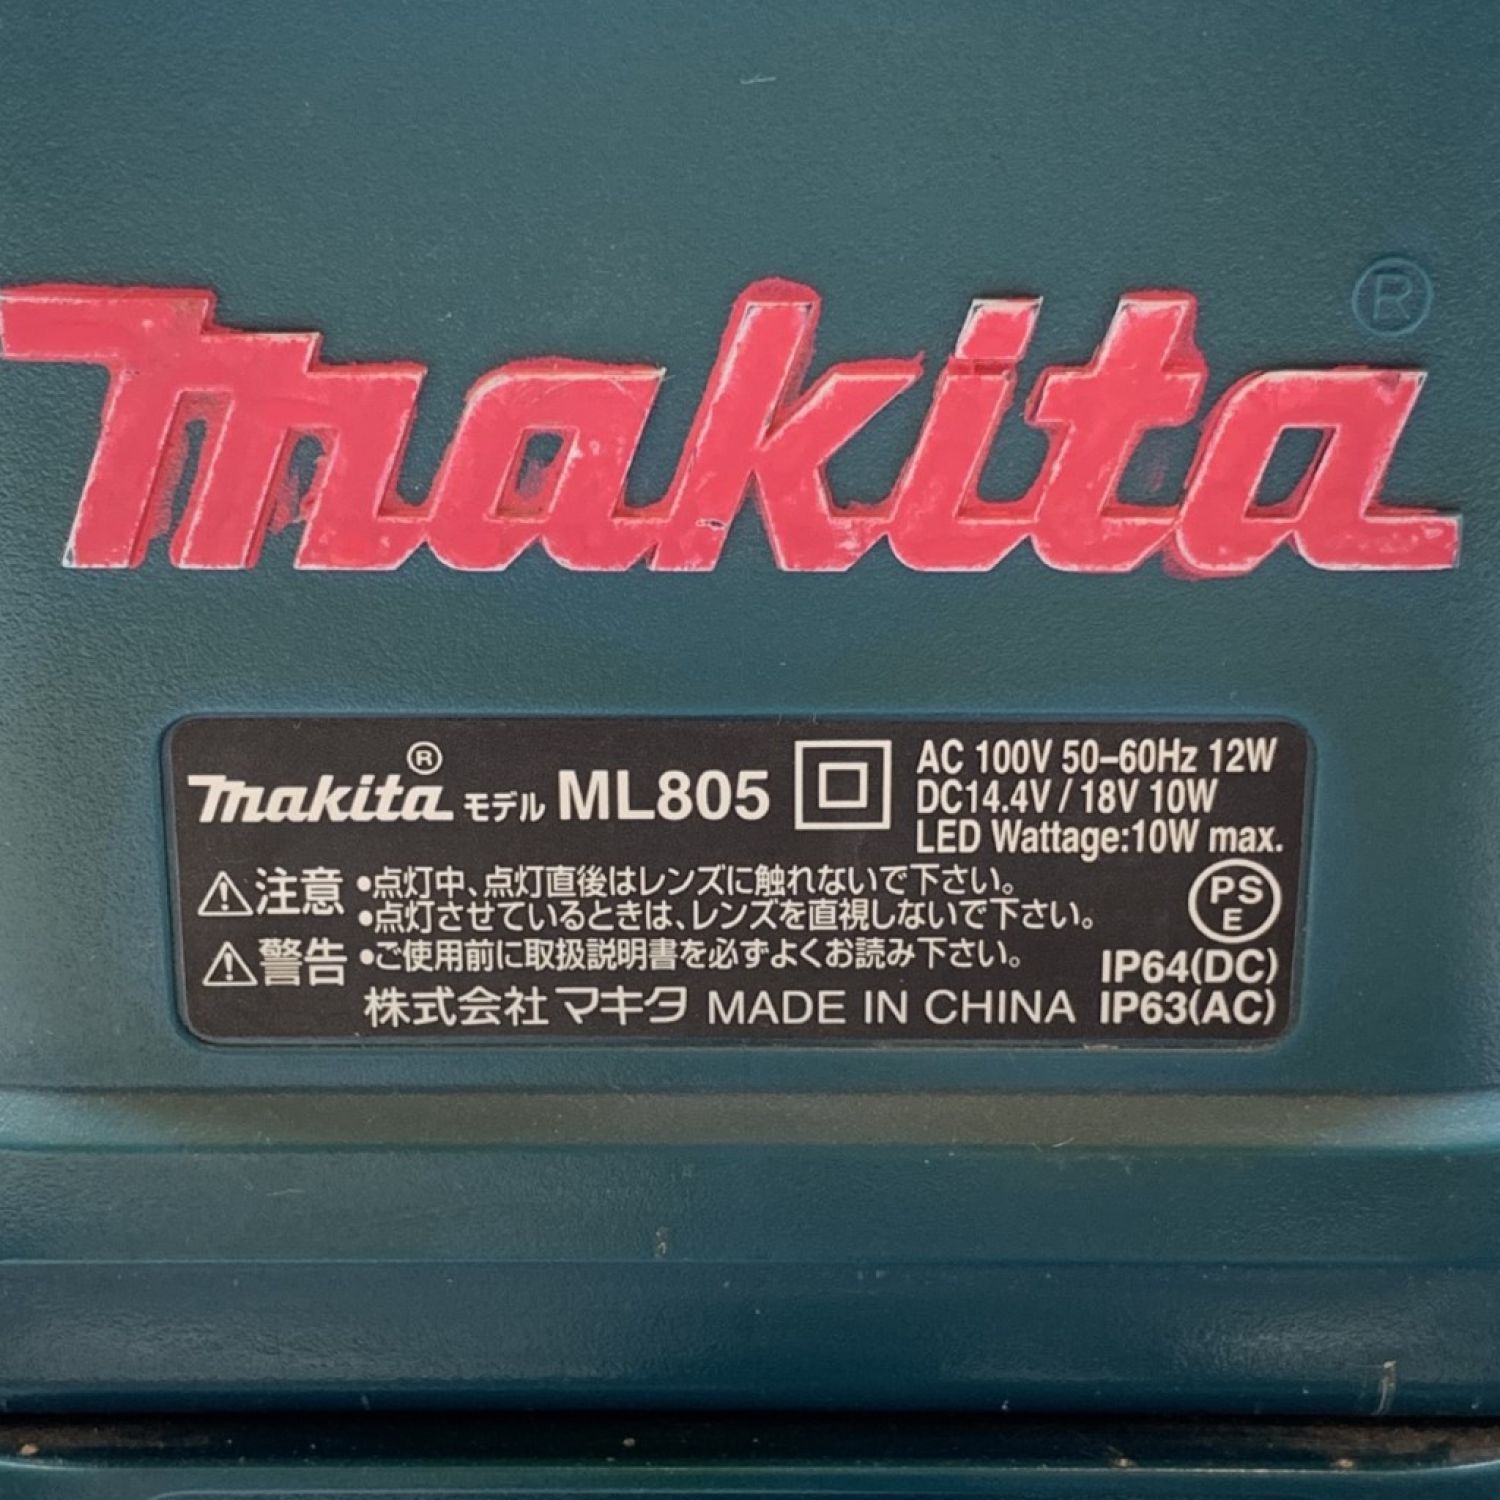 makita®
makita® モデル ML805
AC 100V 50–60Hz 12W
DC14.4V / 18V 10W
LED Wattage:10W max.
⚠注意 •点灯中、点灯直後はレンズに触れないで下さい。
•点灯させているときは、レンズを直視しないで下さい。
PS
E
⚠警告 •ご使用前に取扱説明書を必ずよくお読み下さい。
IP64(DC)
株式会社 マキタ MADE IN CHINA IP63(AC)